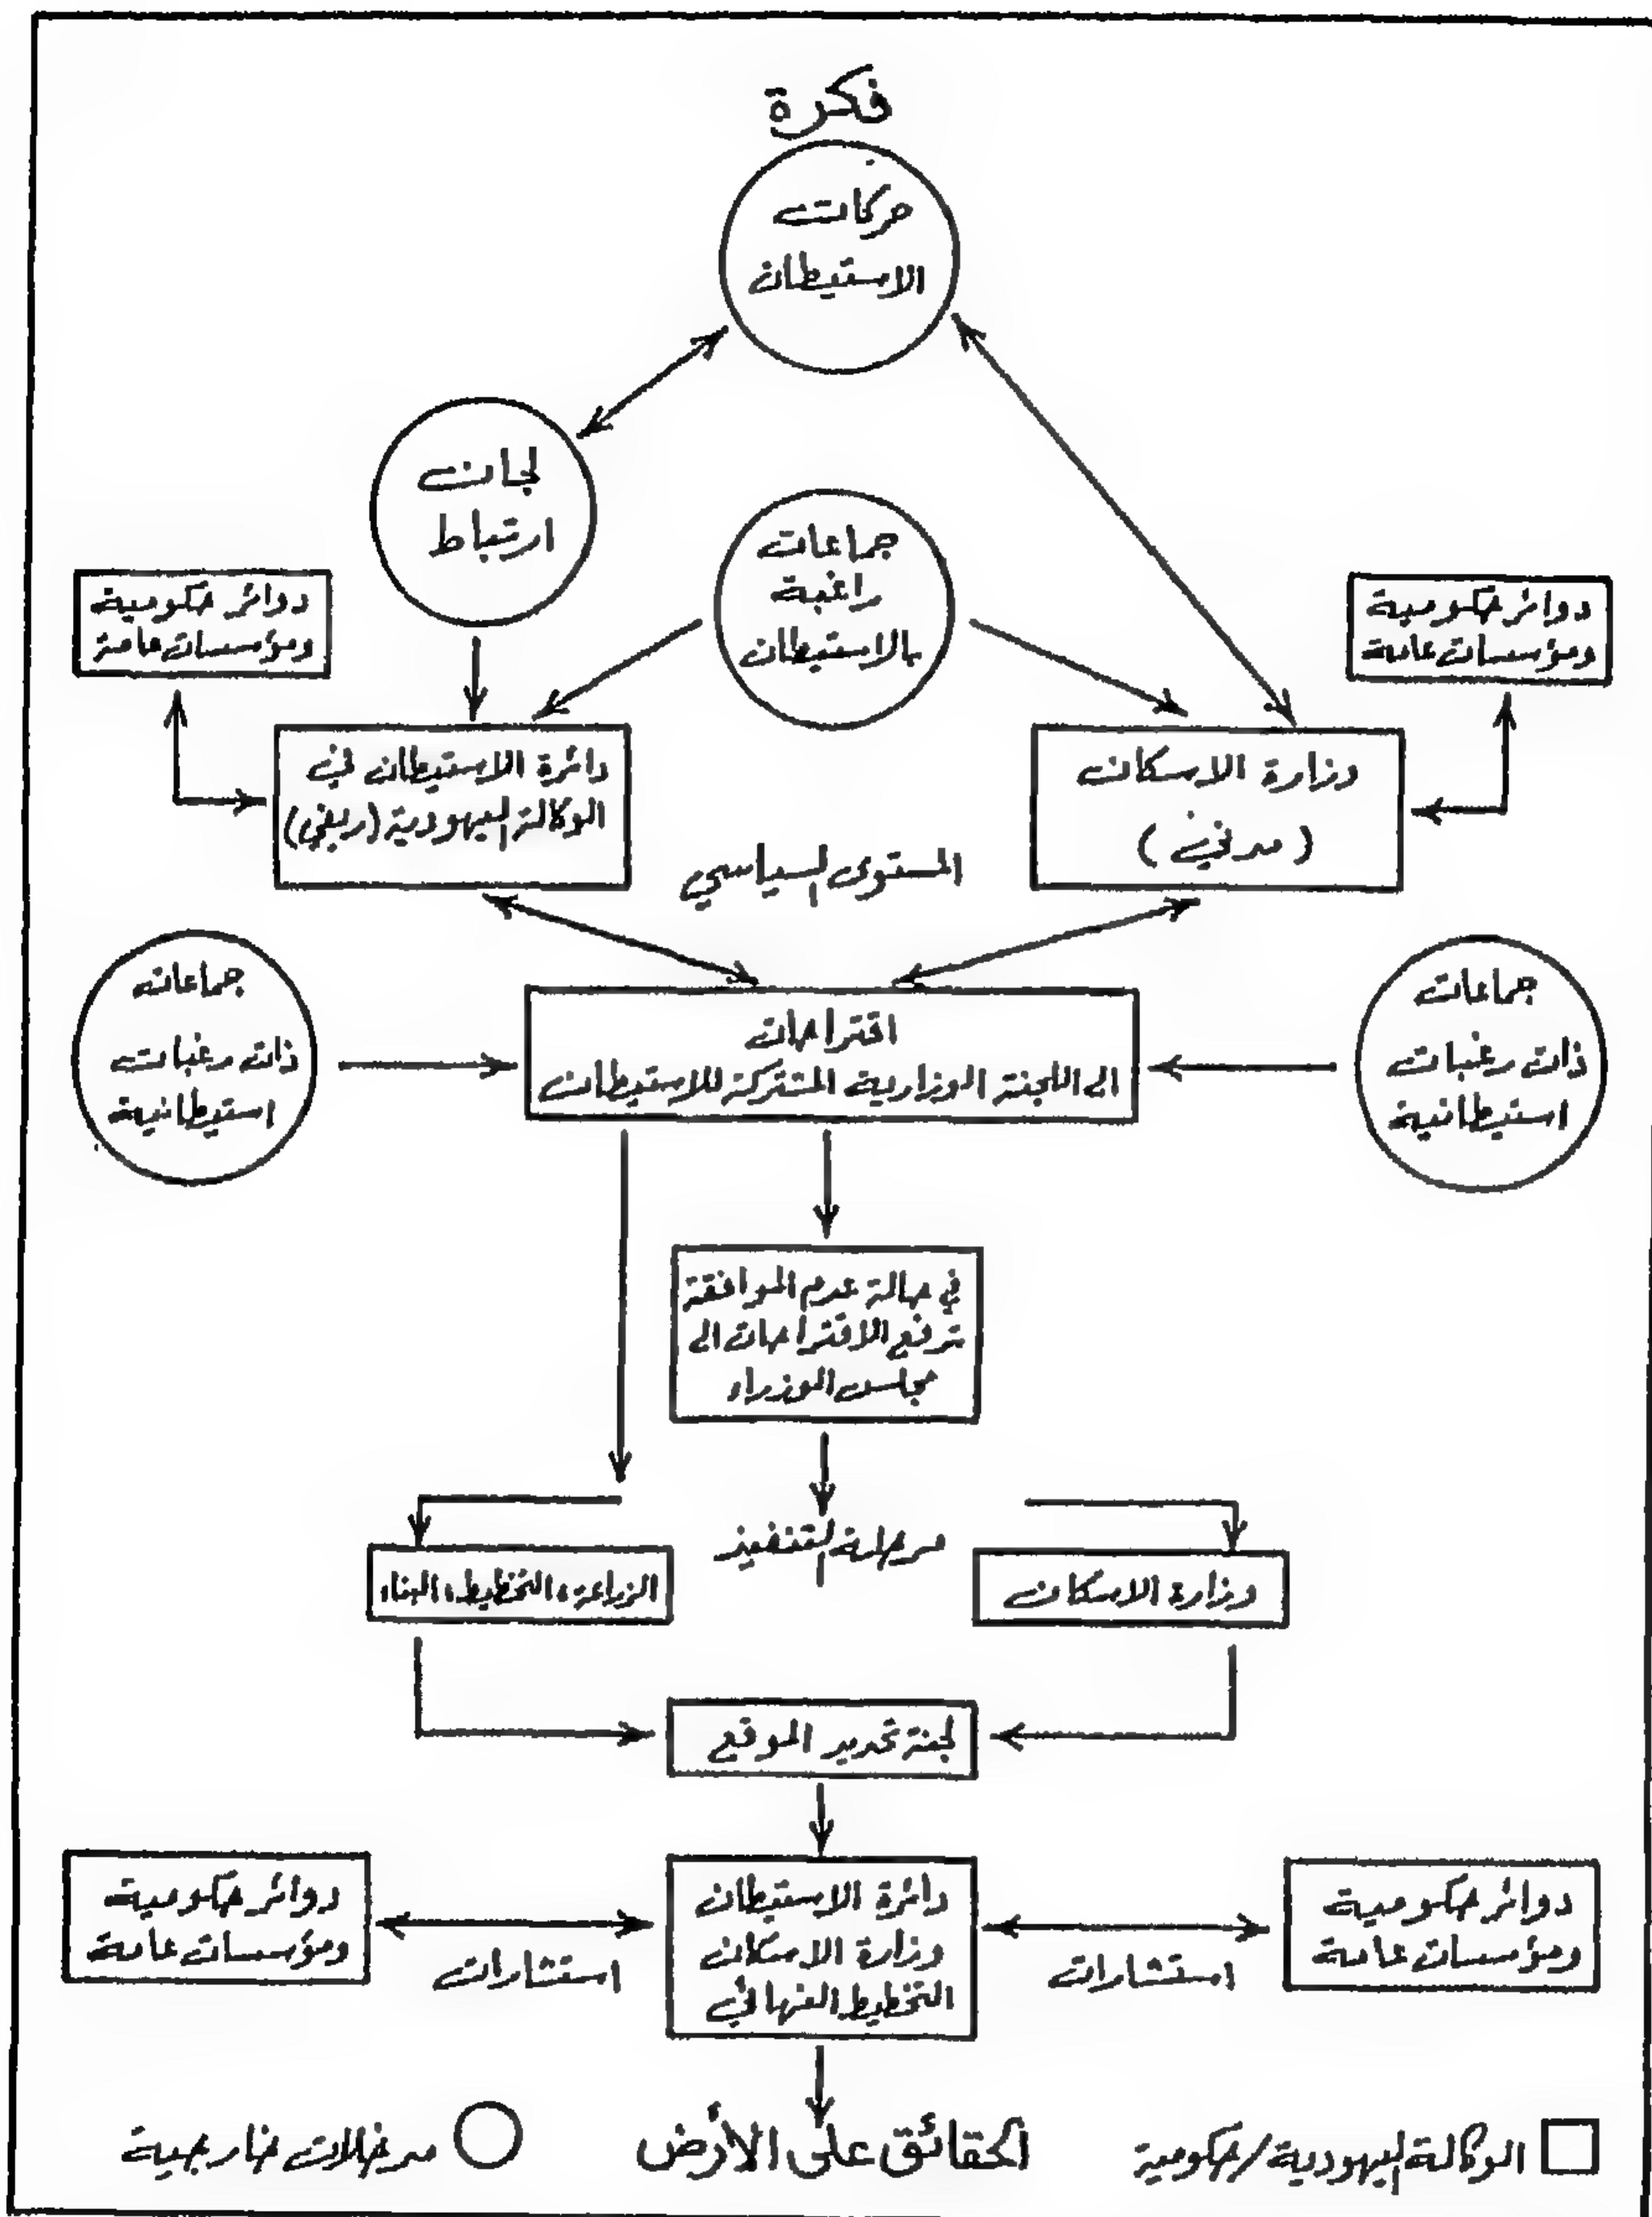 فكرة
حركات
الاستيطان
لجان
ارتباط
جماعات
راغبة
بالاستيطان
دوائر حكومية
ومؤسسات عامة
دوائر حكومية
ومؤسسات عامة
وزارة الاسكان
(مدني)
دائرة الاستيطان في
الوكالة اليهودية (ريفي)
المستوى السياسي
جماعات
ذات رغبات
استيطانية
اقتراحات
الى اللجنة الوزارية المشتركة للاستيطان
جماعات
ذات رغبات
استيطانية
في حالة عدم الموافقة
ترفع الاقتراحات الى
مجلس الوزراء
مرحلة التنفيذ
وزارة الاسكان
الزراعة، التخطيط، البناء
لجنة تحديد الموقع
دوائر حكومية
ومؤسسات عامة
استشارات
دائرة الاستيطان
وزارة الاسكان
التخطيط النهائي
استشارات
دوائر حكومية
ومؤسسات عامة
الحقائق على الأرض
الوكالة اليهودية/حكومية
مدخلات خارجية